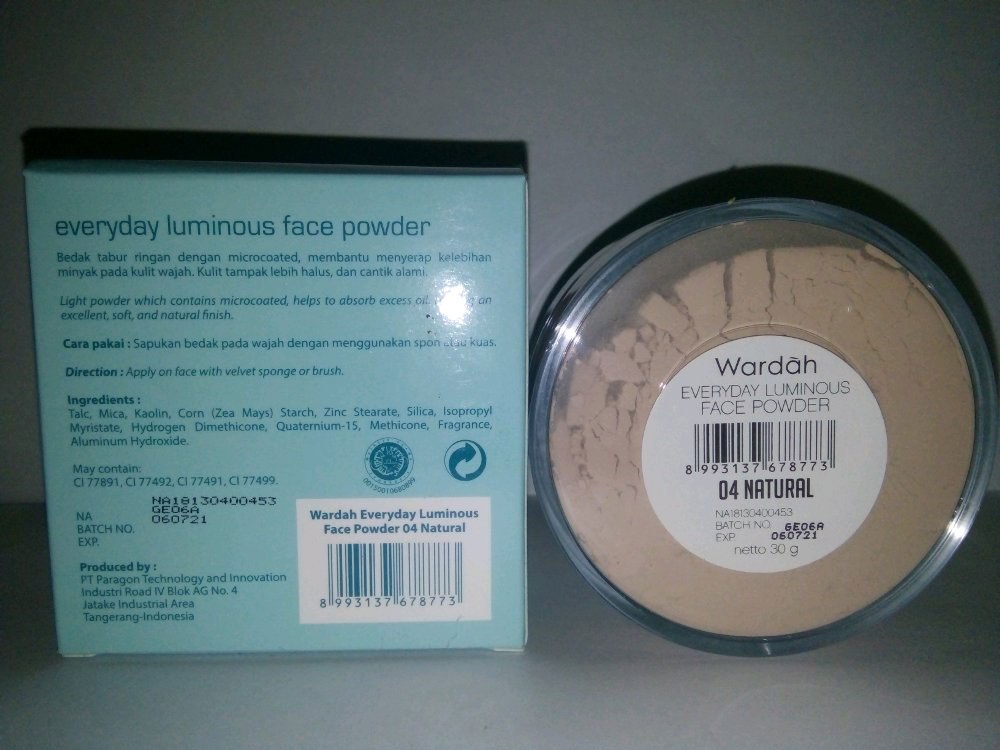 everyday luminous face powder
Bedak tabur ringan dengan microcoated, membantu menyerap kelebihan
minyak pada kulit wajah. Kulit tampak lebih halus, dan cantik alami.
Light powder which contains microcoated, helps to absorb excess oil. an
excellent, soft, and natural finish.
Cara pakai : Sapukan bedak pada wajah dengan menggunakan spon atau kuas.
Direction : Apply on face with velvet sponge or brush.
Ingredients :
Talc, Mica, Kaolin, Corn (Zea Mays) Starch, Zinc Stearate, Silica, Isopropyl
Myristate, Hydrogen Dimethicone, Quaternium-15, Methicone, Fragrance,
Aluminum Hydroxide.
May contain:
CI 77891, CI 77492, CI 77491, CI 77499.
NA NA18130400453
BATCH NO. GE06A
EXP. 060721
Produced by :
PT Paragon Technology and Innovation
Industri Road IV Blok AG No. 4
Jatake Industrial Area
Tangerang-Indonesia
Wardah Everyday Luminous
Face Powder 04 Natural
8 993137 678773
Wardah
EVERYDAY LUMINOUS
FACE POWDER
8 993137 678773
04 NATURAL
NA18130400453
BATCH NO. GE06A
EXP 060721
netto 30 g